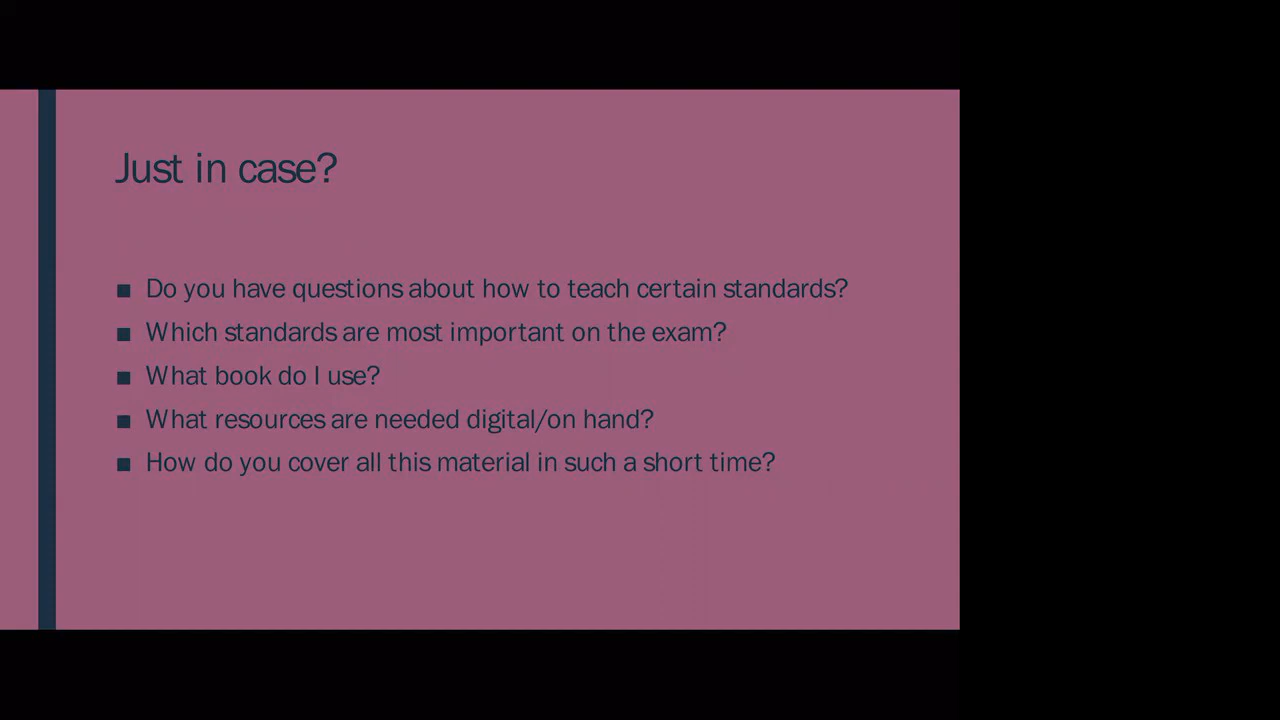 Just in case?
■ Do you have questions about how to teach certain standards?
■ Which standards are most important on the exam?
■ What book do I use?
■ What resources are needed digital/on hand?
■ How do you cover all this material in such a short time?